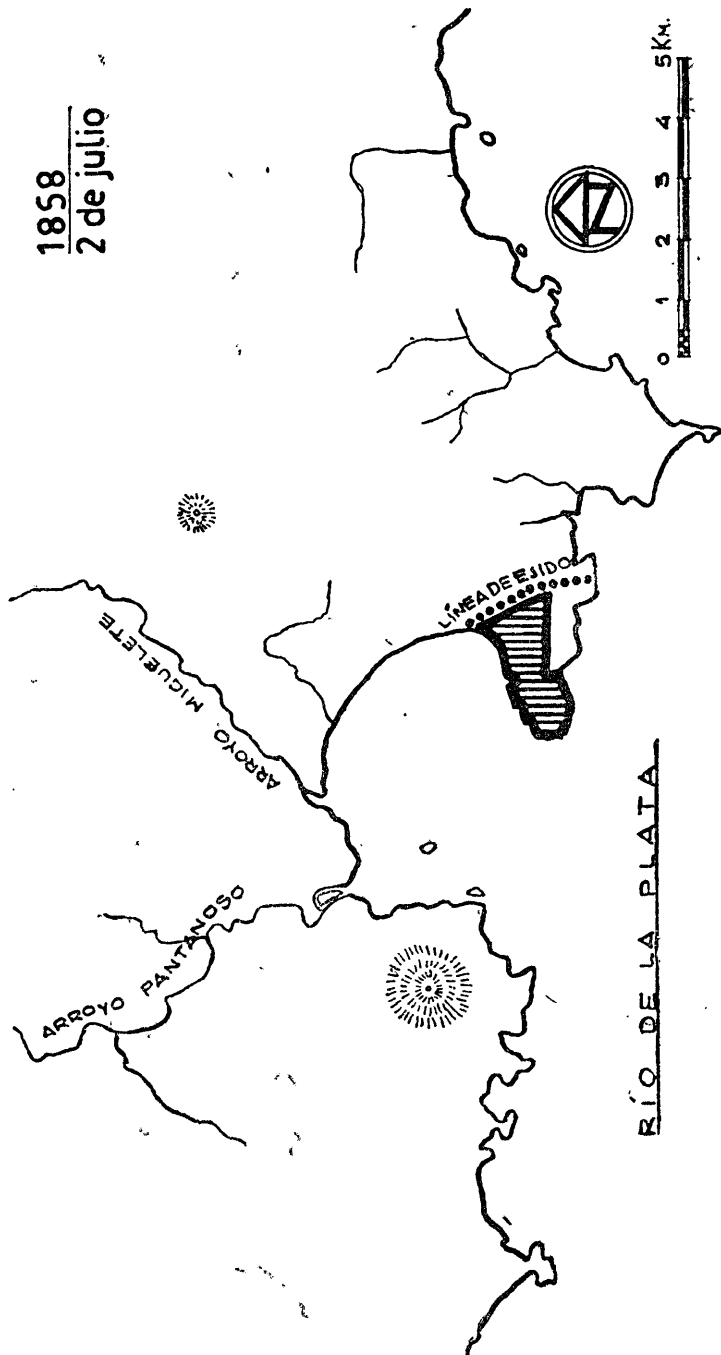 1858
2 de julio
ARROYO MIGUELETE
ARROYO PANTANOSO
LÍNEA DE EJIDO
RÍO DE LA PLATA
N
0 1 2 3 4 5 KM.